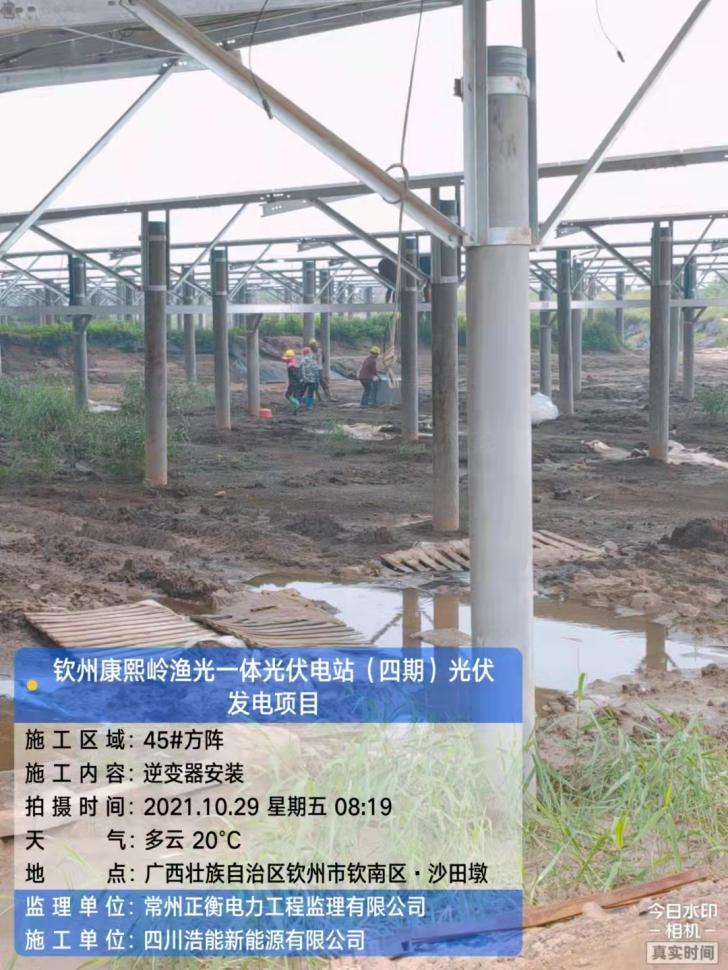 钦州康熙岭渔光一体光伏电站（四期）光伏
发电项目
施工区域：45#方阵
施工内容：逆变器安装
拍摄时间：2021.10.29 星期五 08:19
天气：多云 20℃
地点：广西壮族自治区钦州市钦南区·沙田墩
监理单位：常州正衡电力工程监理有限公司
施工单位：四川浩能新能源有限公司
今日水印
相机
真实时间